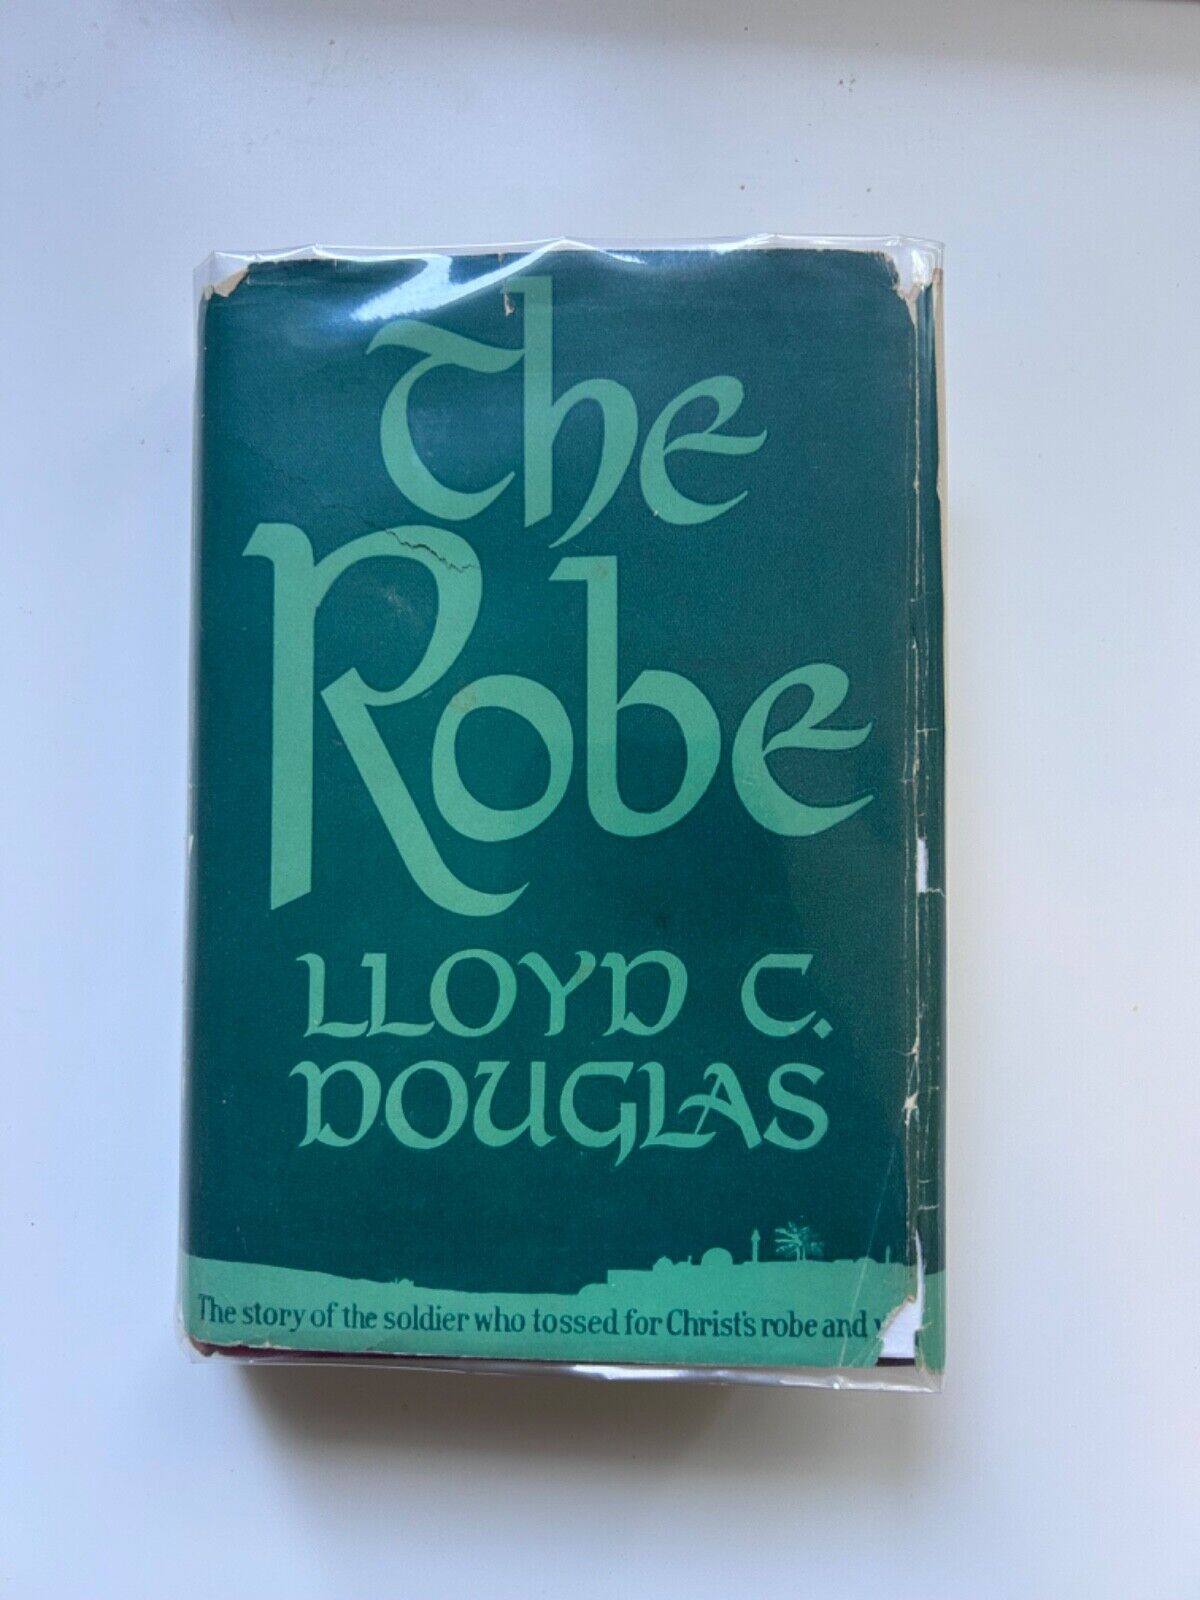 The
Robe
LLOYD C.
DOUGLAS
The story of the soldier who tossed for Christ's robe and